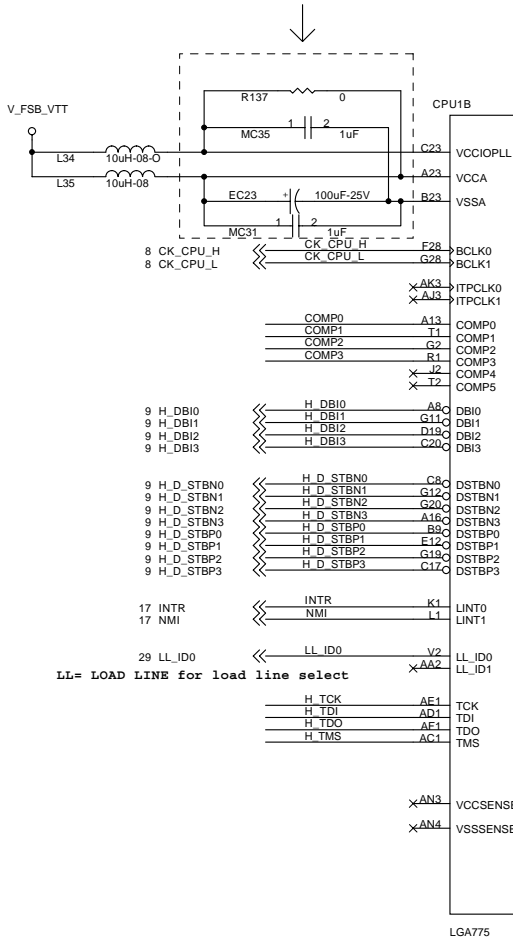 R137 0
CPU1B
V_FSB_VTT
MC35 1 2 1uF
L34 10uH-08-O C23 VCCIOPLL
L35 10uH-08 A23 VCCA
EC23 + 100uF-25V B23 VSSA
MC31 1 2 1uF
8 CK_CPU_H CK_CPU_H F28 BCLK0
8 CK_CPU_L CK_CPU_L G28 BCLK1
AK3 ITPCLK0
AJ3 ITPCLK1
COMP0 A13 COMP0
COMP1 T1 COMP1
COMP2 G2 COMP2
COMP3 R1 COMP3
J2 COMP4
T2 COMP5
9 H_DBI0 H_DBI0 A8 DBI0
9 H_DBI1 H_DBI1 G11 DBI1
9 H_DBI2 H_DBI2 D19 DBI2
9 H_DBI3 H_DBI3 C20 DBI3
9 H_D_STBN0 H_D_STBN0 C8 DSTBN0
9 H_D_STBN1 H_D_STBN1 G12 DSTBN1
9 H_D_STBN2 H_D_STBN2 G20 DSTBN2
9 H_D_STBN3 H_D_STBN3 A16 DSTBN3
9 H_D_STBP0 H_D_STBP0 B9 DSTBP0
9 H_D_STBP1 H_D_STBP1 E12 DSTBP1
9 H_D_STBP2 H_D_STBP2 G19 DSTBP2
9 H_D_STBP3 H_D_STBP3 C17 DSTBP3
17 INTR INTR K1 LINT0
17 NMI NMI L1 LINT1
29 LL_ID0 LL_ID0 V2 LL_ID0
AA2 LL_ID1
LL= LOAD LINE for load line select
H_TCK AE1 TCK
H_TDI AD1 TDI
H_TDO AF1 TDO
H_TMS AC1 TMS
AN3 VCCSENSE
AN4 VSSSENSE
LGA775